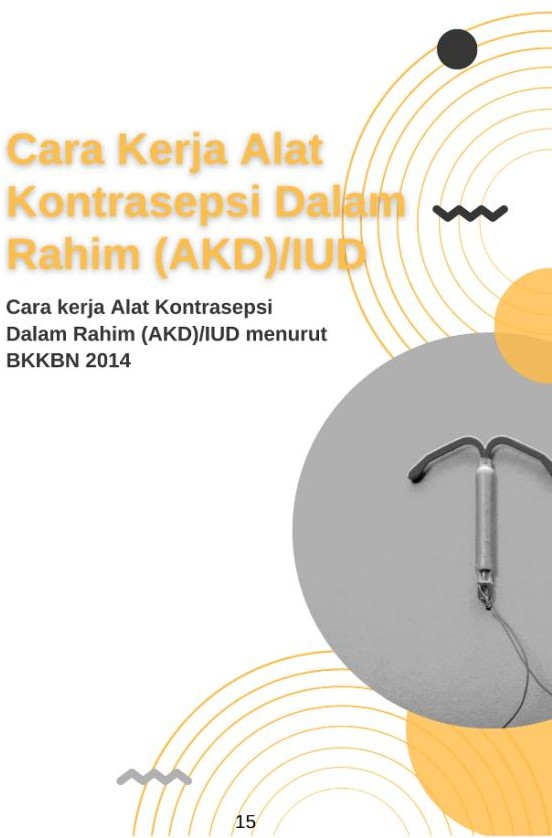 Cara Kerja Alat
Kontrasepsi Dalam
Rahim (AKD)/IUD
Cara kerja Alat Kontrasepsi
Dalam Rahim (AKD)/IUD menurut
BKKBN 2014
15